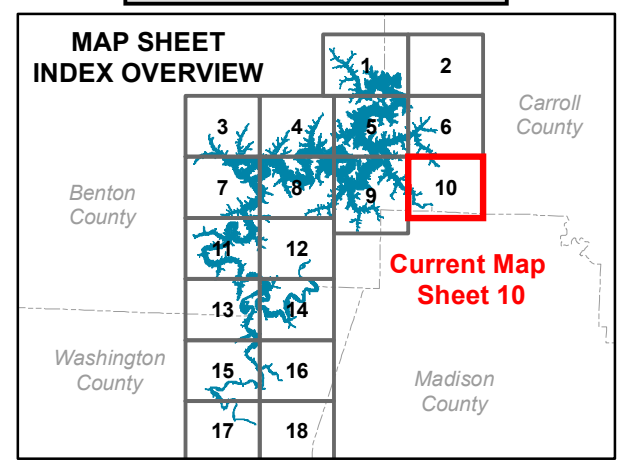 MAP SHEET
INDEX OVERVIEW
1
2
Carroll
County
3
4
5
6
Benton
County
7
8
9
10
11
12
Current Map
Sheet 10
13
14
Washington
County
15
16
Madison
County
17
18